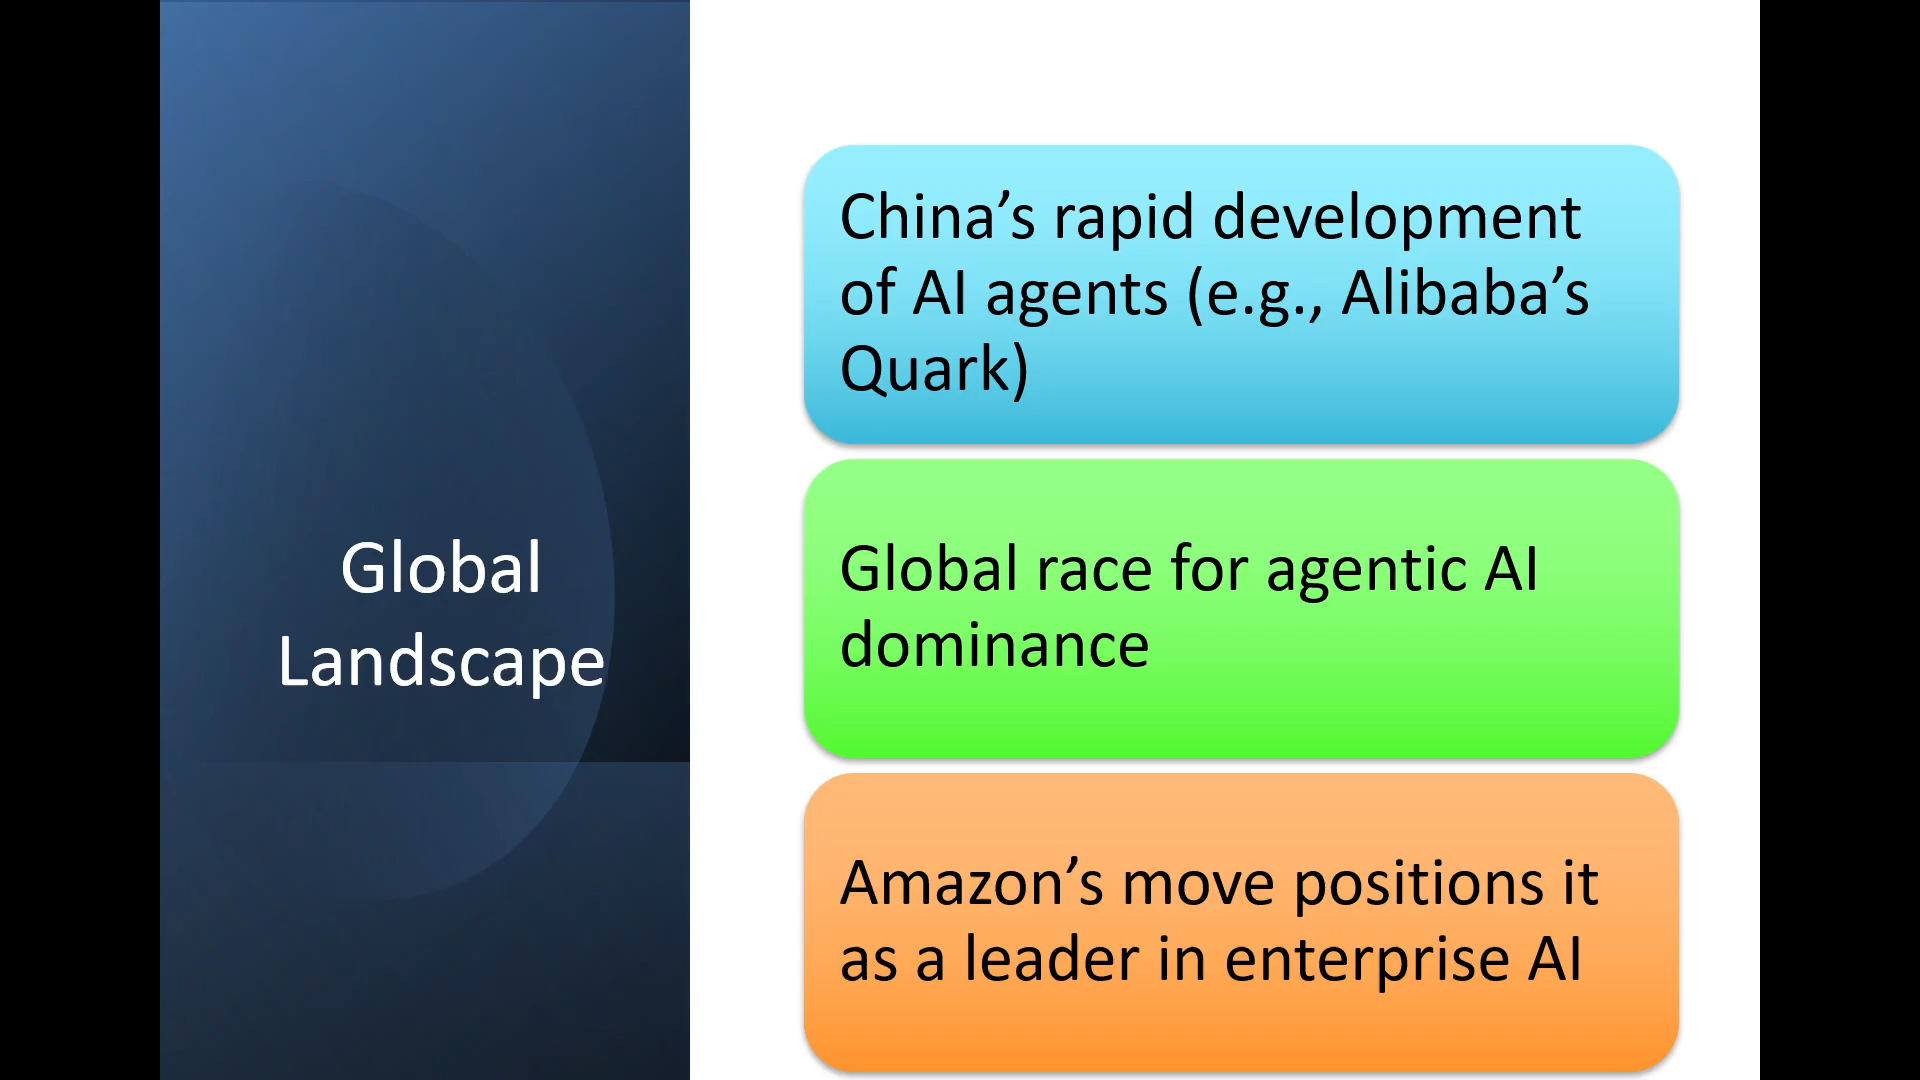 Global
Landscape
China’s rapid development
of AI agents (e.g., Alibaba’s
Quark)
Global race for agentic AI
dominance
Amazon’s move positions it
as a leader in enterprise AI